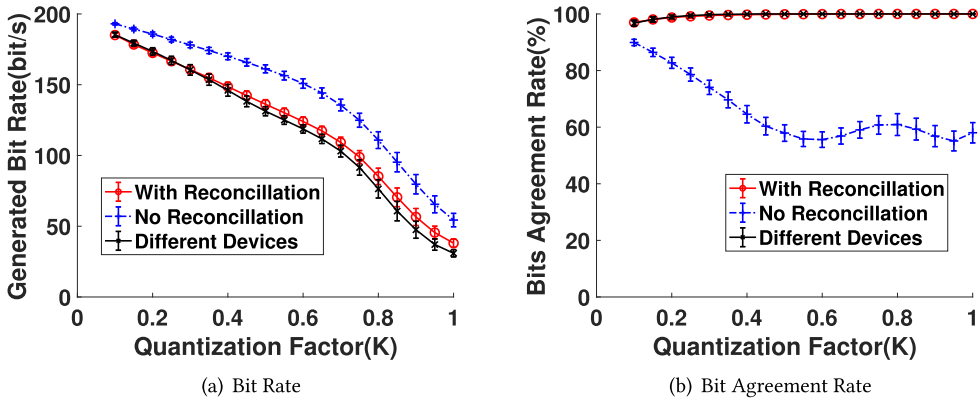 200
150
100
50
0
Generated Bit Rate(bit/s)
With Reconcillation
No Reconcillation
Different Devices
0 0.2 0.4 0.6 0.8 1
Quantization Factor(K)
(a) Bit Rate
100
80
60
40
20
0
Bits Agreement Rate(%)
With Reconcillation
No Reconcillation
Different Devices
0 0.2 0.4 0.6 0.8 1
Quantization Factor(K)
(b) Bit Agreement Rate